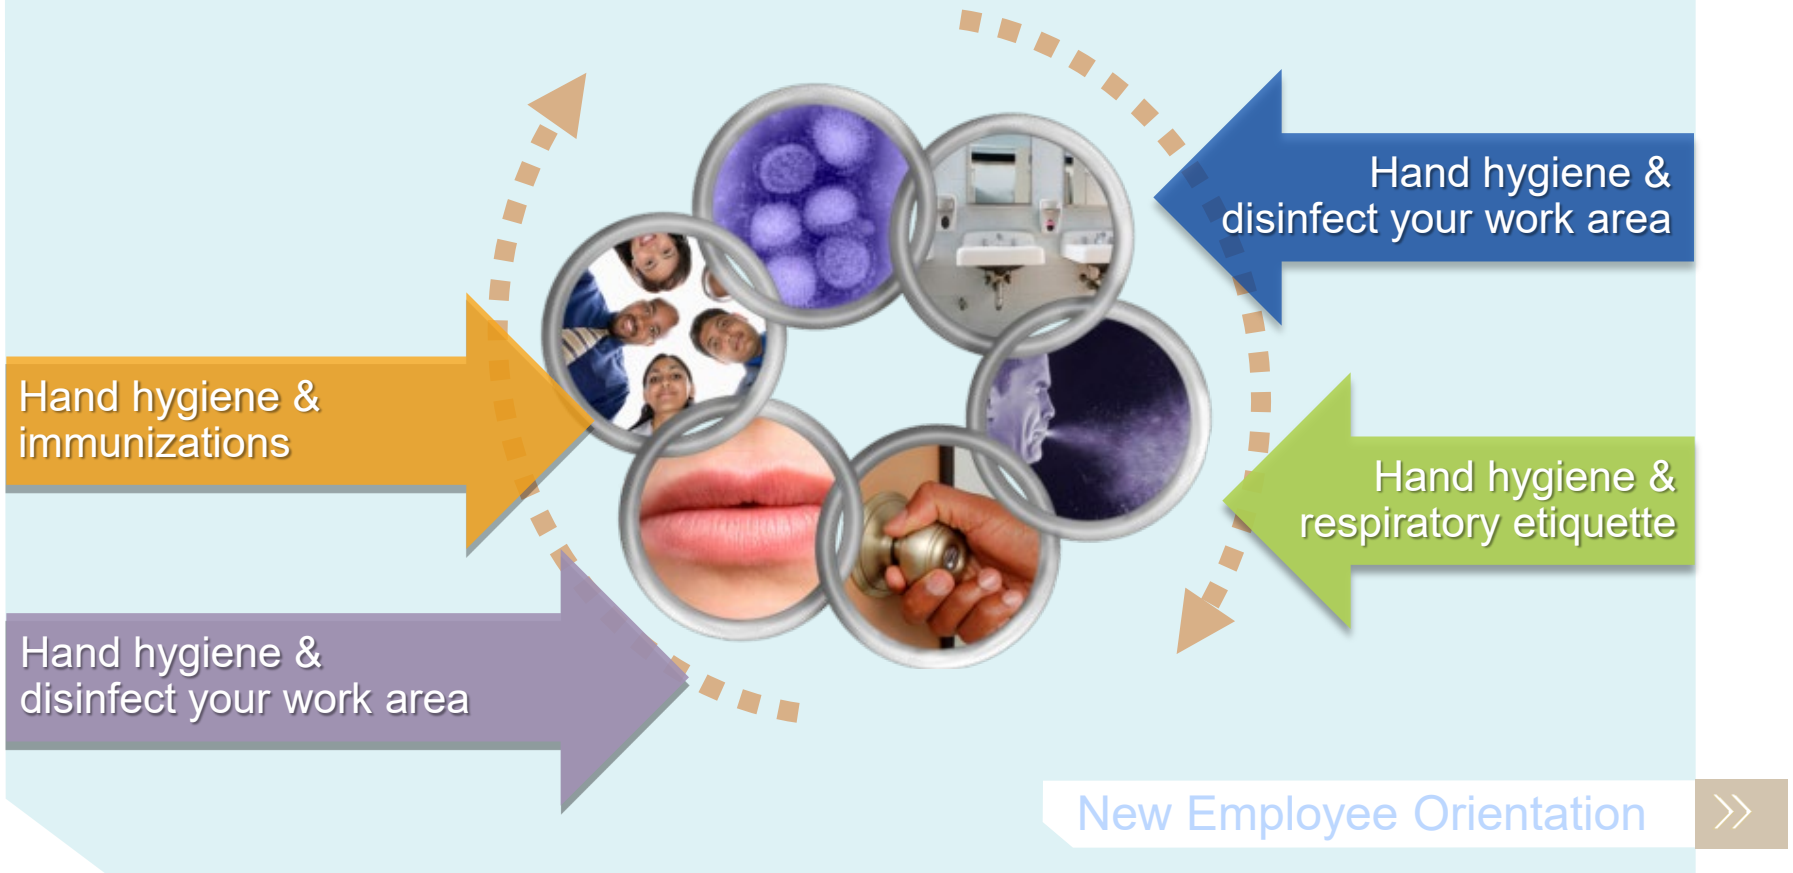 Hand hygiene &
disinfect your work area
Hand hygiene &
immunizations
Hand hygiene &
respiratory etiquette
Hand hygiene &
disinfect your work area
New Employee Orientation